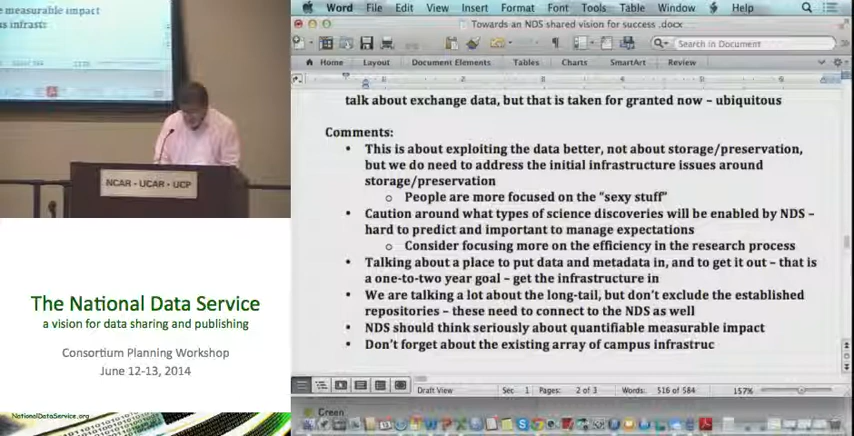 e measurable impact
us infrastr
NCAR · UCAR · UCP
The National Data Service
a vision for data sharing and publishing
Consortium Planning Workshop
June 12-13, 2014
NationalDataService.org
Word File Edit View Insert Format Font Tools Table Window Help
Towards an NDS shared vision for success .docx
Search in Document
Home Layout Document Elements Tables Charts SmartArt Review
talk about exchange data, but that is taken for granted now – ubiquitous
Comments:
• This is about exploiting the data better, not about storage/preservation,
but we do need to address the initial infrastructure issues around
storage/preservation
o People are more focused on the "sexy stuff"
• Caution around what types of science discoveries will be enabled by NDS –
hard to predict and important to manage expectations
o Consider focusing more on the efficiency in the research process
• Talking about a place to put data and metadata in, and to get it out – that is
a one-to-two year goal – get the infrastructure in
• We are talking a lot about the long-tail, but don't exclude the established
repositories – these need to connect to the NDS as well
• NDS should think seriously about quantifiable measurable impact
• Don't forget about the existing array of campus infrastruc
Draft View Sec 1 Pages: 2 of 3 Words: 516 of 584 157%
Green